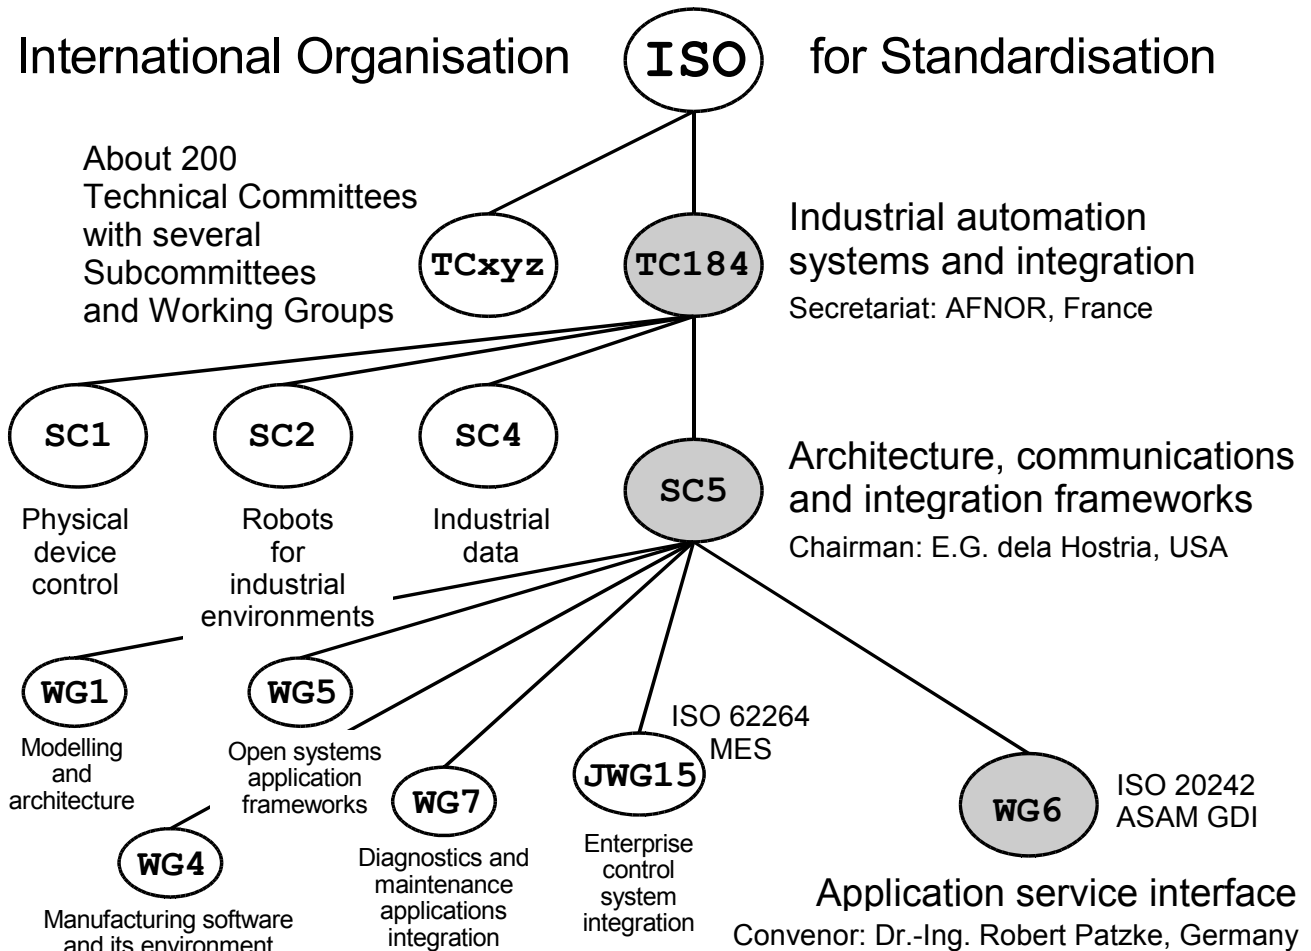 International Organisation ISO for Standardisation
About 200
Technical Committees
with several
Subcommittees
and Working Groups
TCxyz
TC184
Industrial automation
systems and integration
Secretariat: AFNOR, France
SC1
Physical
device
control
SC2
Robots
for
industrial
environments
SC4
Industrial
data
SC5
Architecture, communications
and integration frameworks
Chairman: E.G. dela Hostria, USA
WG1
Modelling
and
architecture
WG5
Open systems
application
frameworks
WG4
Manufacturing software
and its environment
WG7
Diagnostics and
maintenance
applications
integration
ISO 62264
MES
JWG15
Enterprise
control
system
integration
WG6
ISO 20242
ASAM GDI
Application service interface
Convenor: Dr.-Ing. Robert Patzke, Germany